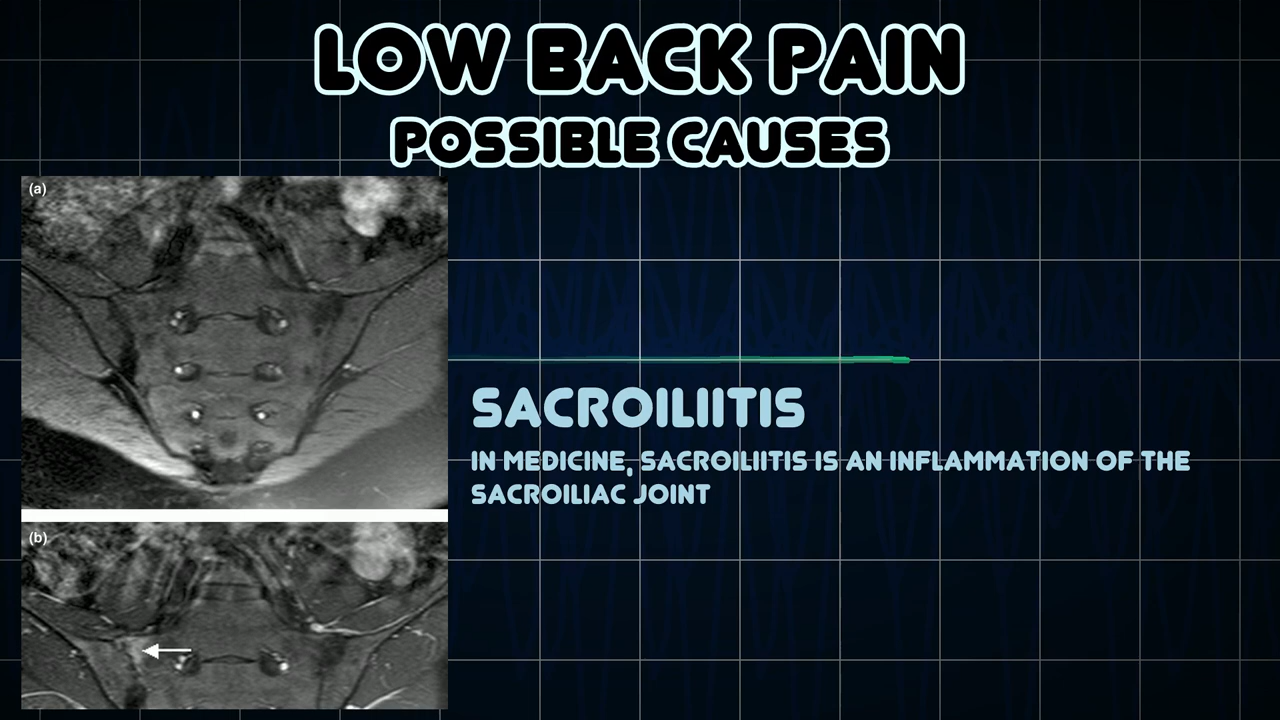 LOW BACK PAIN
POSSIBLE CAUSES
(a)
SACROILIITIS
IN MEDICINE, SACROILIITIS IS AN INFLAMMATION OF THE
SACROILIAC JOINT
(b)